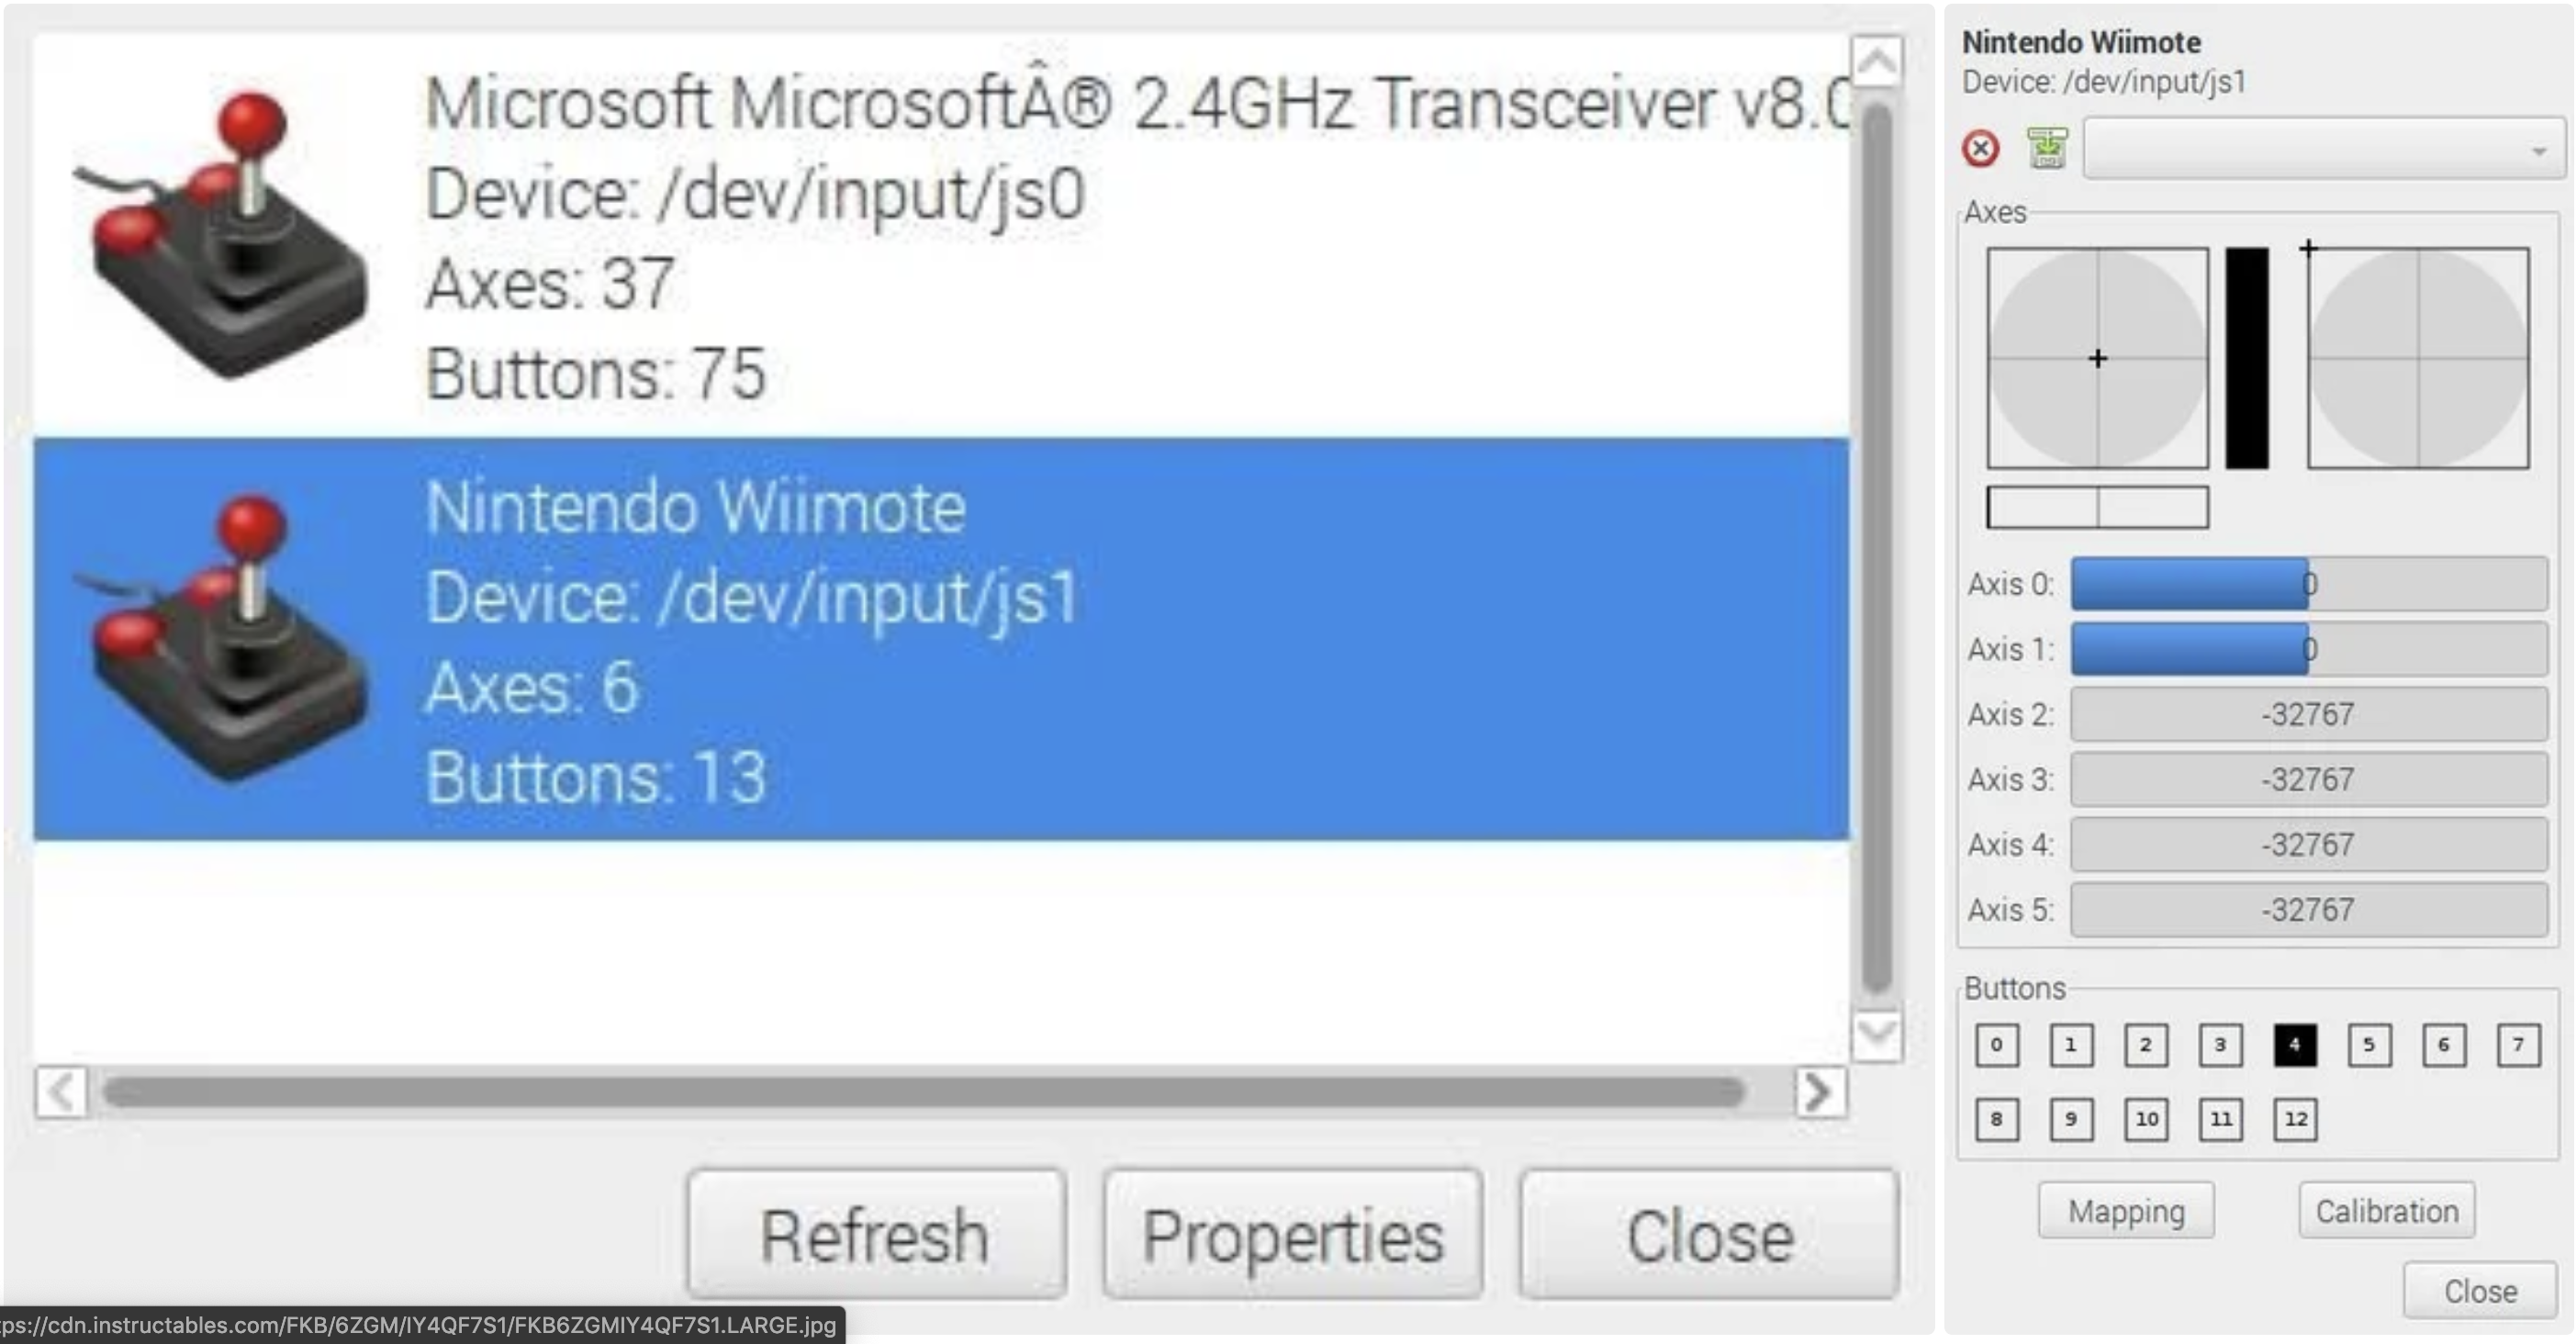 Microsoft MicrosoftÂ® 2.4GHz Transceiver v8.0
Device: /dev/input/js0
Axes: 37
Buttons: 75
Nintendo Wiimote
Device: /dev/input/js1
Axes: 6
Buttons: 13
Refresh Properties Close
ps://cdn.instructables.com/FKB/6ZGM/IY4QF7S1/FKB6ZGMIY4QF7S1.LARGE.jpg
Nintendo Wiimote
Device: /dev/input/js1
Axes
Axis 0: 0
Axis 1: 0
Axis 2: -32767
Axis 3: -32767
Axis 4: -32767
Axis 5: -32767
Buttons
0 1 2 3 4 5 6 7
8 9 10 11 12
Mapping Calibration
Close